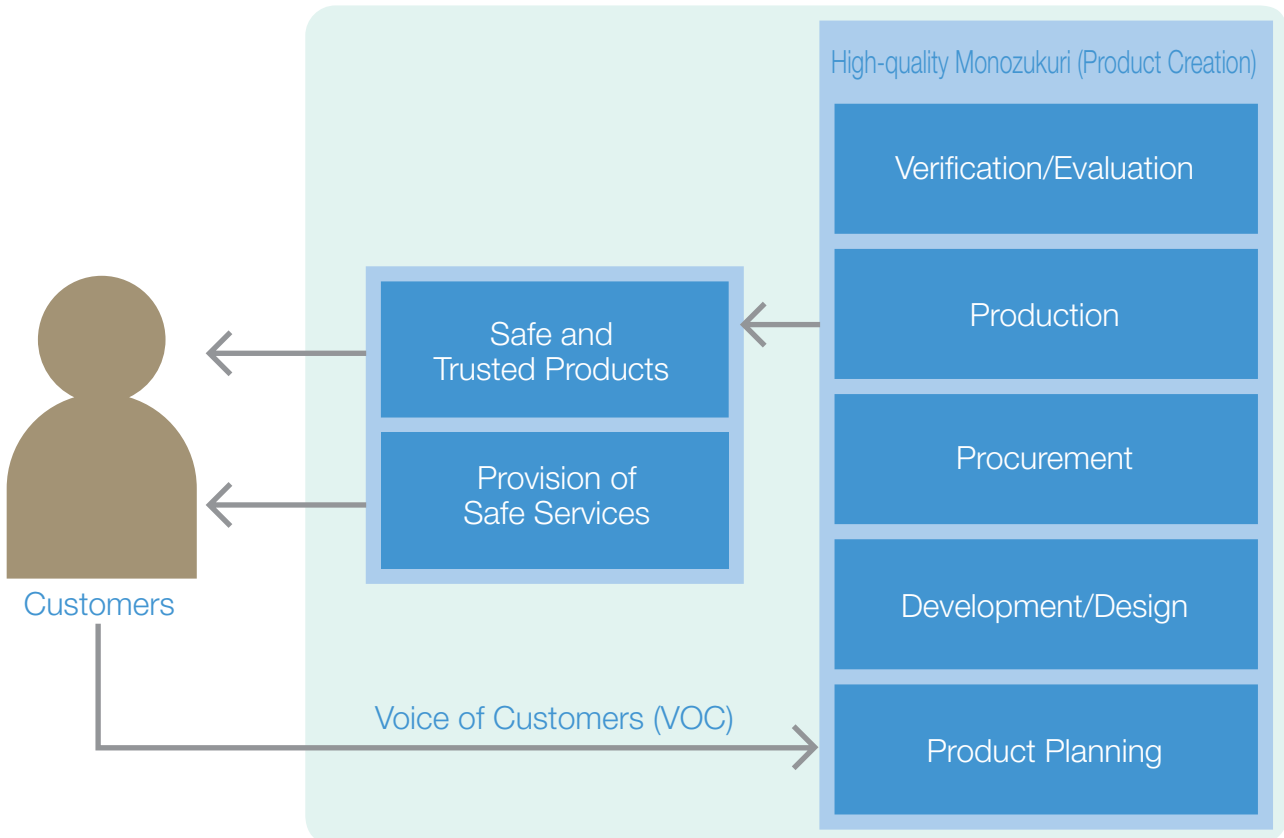 High-quality Monozukuri (Product Creation)
Verification/Evaluation
Production
Procurement
Development/Design
Product Planning
Safe and
Trusted Products
Provision of
Safe Services
Customers
Voice of Customers (VOC)